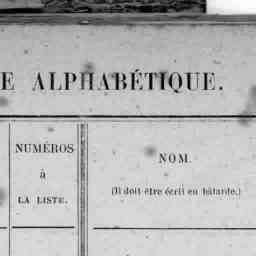 E ALPHABÉTIQUE.
NUMÉROS
à
LA LISTE.
NOM.
(Il doit être écrit en bâtarde.)